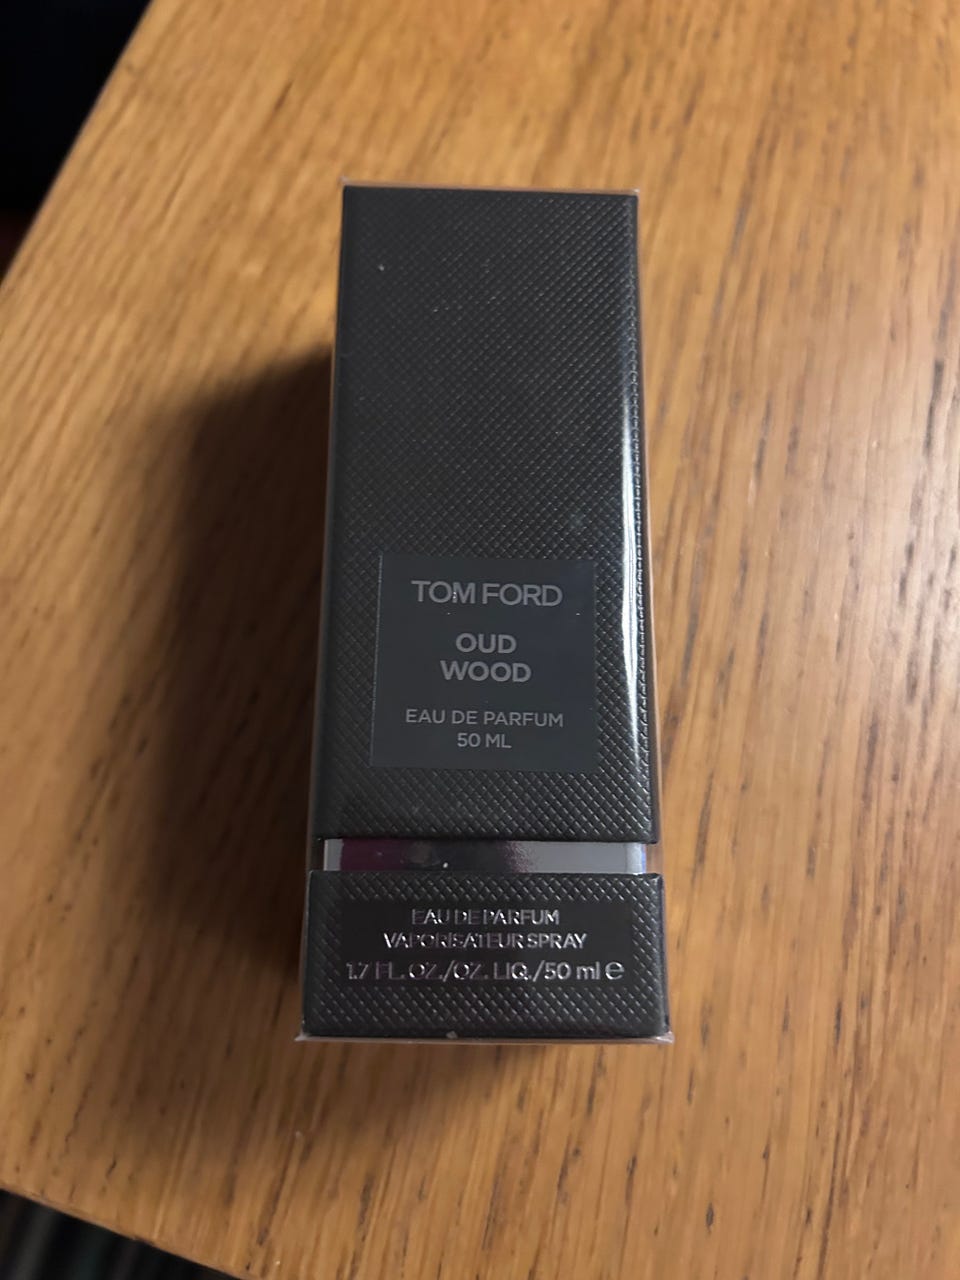 TOM FORD
OUD
WOOD
EAU DE PARFUM
50 ML
EAU DE PARFUM
VAPORISATEUR SPRAY
1.7 FL. OZ./OZ. LIQ./50 ml ℮